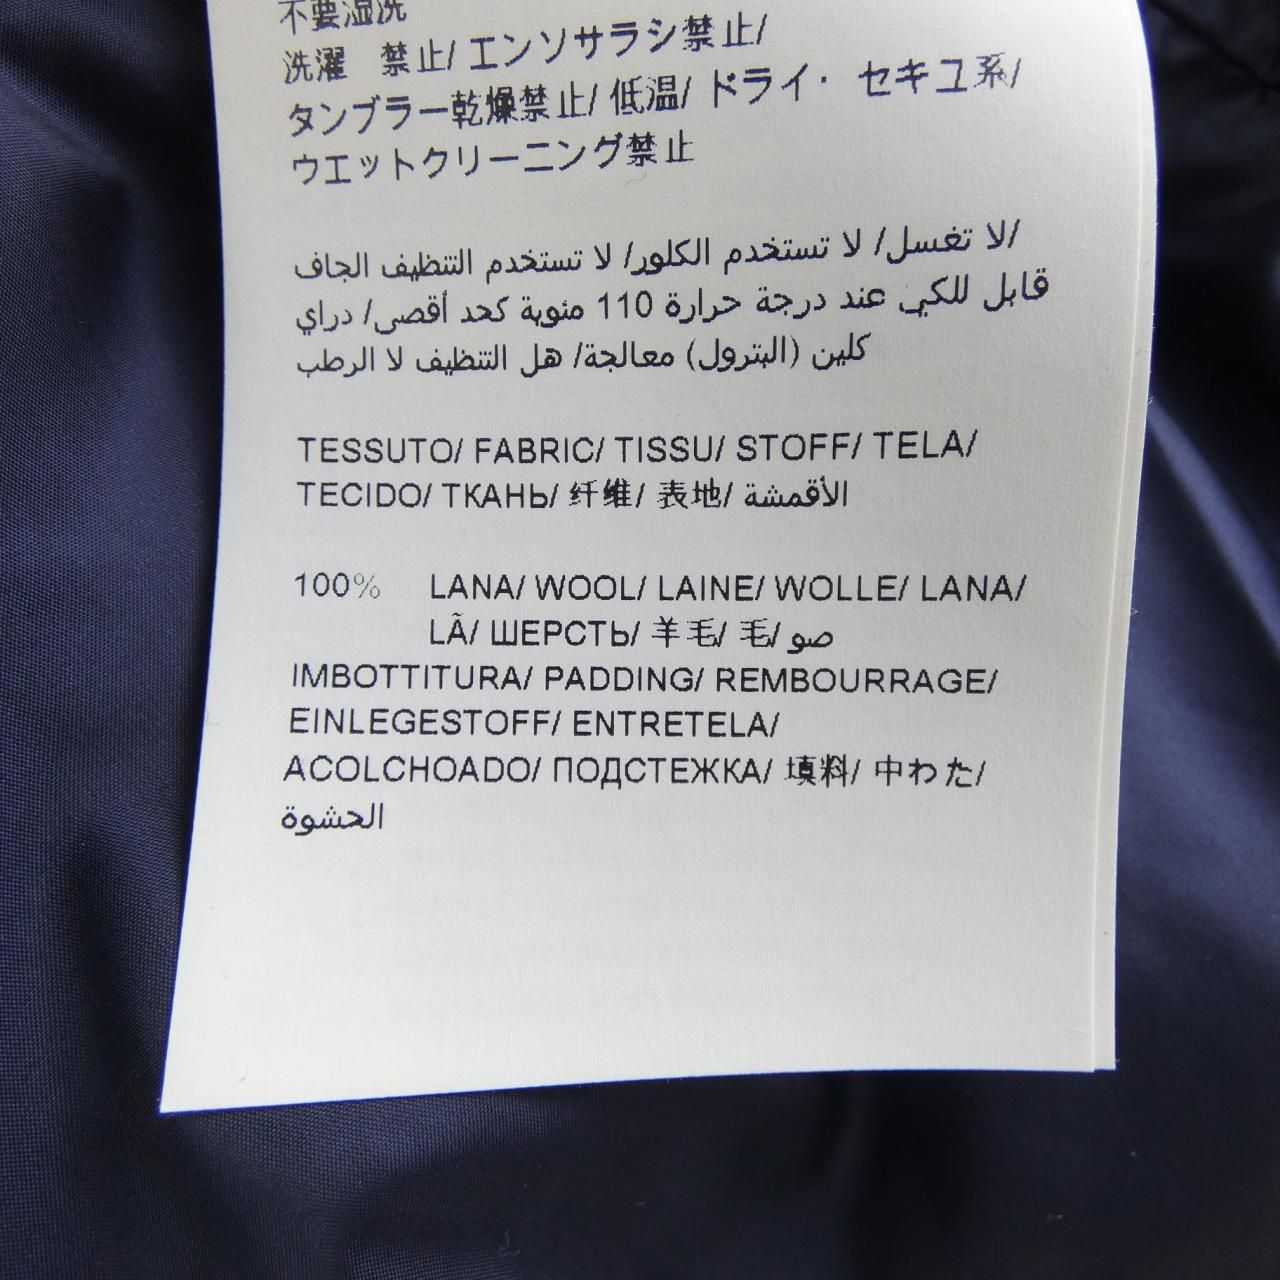 不要湿洗
洗濯 禁止/ エンソサラシ禁止/
タンブラー乾燥禁止/ 低温/ ドライ・ セキユ系/
ウエットクリーニング禁止
لا تغسل/ لا تستخدم الكلور/ لا تستخدم التنظيف الجاف/
قابل للكي عند درجة حرارة 110 مئوية كحد أقصى/ دراي
كلين (البترول) معالجة/ هل التنظيف لا الرطب
TESSUTO/ FABRIC/ TISSU/ STOFF/ TELA/
TECIDO/ ТКАНЬ/ 纤维/ 表地/ الأقمشة
100% LANA/ WOOL/ LAINE/ WOLLE/ LANA/
LÃ/ ШЕРСТЬ/ 羊毛/ 毛/ صو
IMBOTTITURA/ PADDING/ REMBOURRAGE/
EINLEGESTOFF/ ENTRETELA/
ACOLCHOADO/ ПОДСТЕЖКА/ 填料/ 中わた/
الحشوة